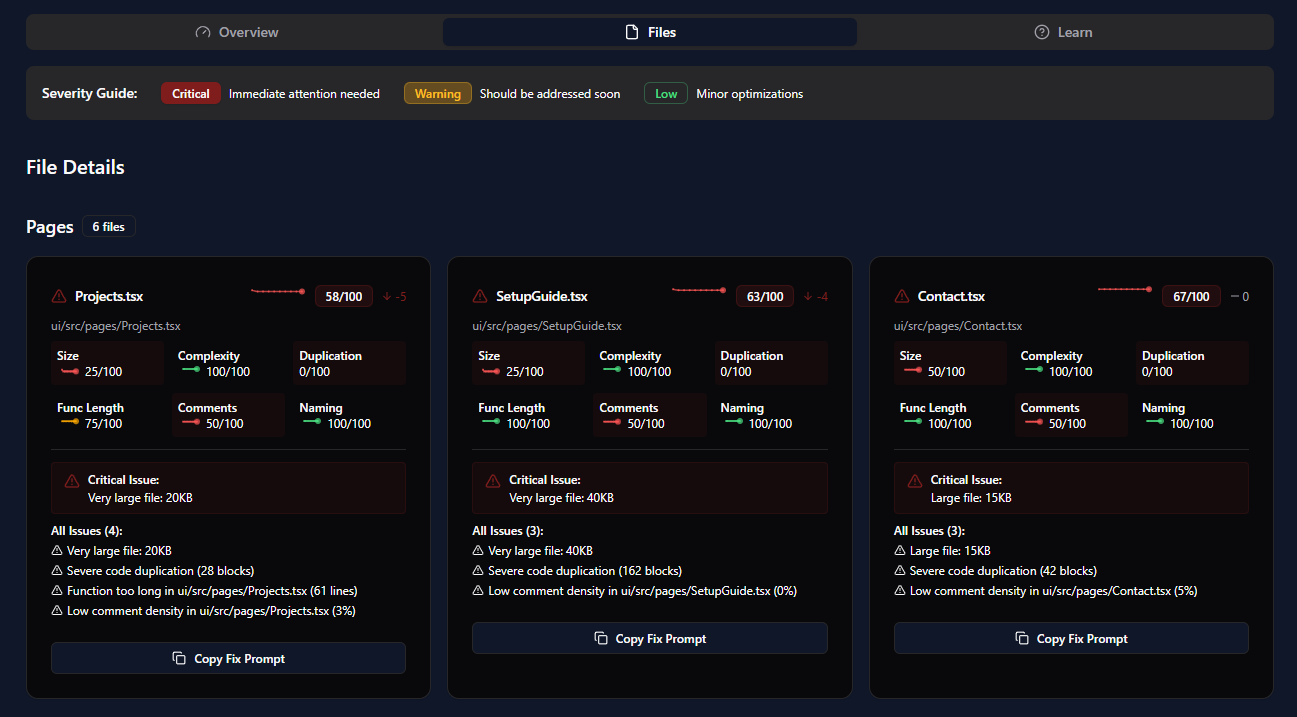 Overview
Files
Learn
Severity Guide:
Critical
Immediate attention needed
Warning
Should be addressed soon
Low
Minor optimizations
File Details
Pages
6 files
Projects.tsx
58/100
↓ -5
ui/src/pages/Projects.tsx
Size
25/100
Complexity
100/100
Duplication
0/100
Func Length
75/100
Comments
50/100
Naming
100/100
Critical Issue:
Very large file: 20KB
All Issues (4):
Very large file: 20KB
Severe code duplication (28 blocks)
Function too long in ui/src/pages/Projects.tsx (61 lines)
Low comment density in ui/src/pages/Projects.tsx (3%)
Copy Fix Prompt
SetupGuide.tsx
63/100
↓ -4
ui/src/pages/SetupGuide.tsx
Size
25/100
Complexity
100/100
Duplication
0/100
Func Length
100/100
Comments
50/100
Naming
100/100
Critical Issue:
Very large file: 40KB
All Issues (3):
Very large file: 40KB
Severe code duplication (162 blocks)
Low comment density in ui/src/pages/SetupGuide.tsx (0%)
Copy Fix Prompt
Contact.tsx
67/100
0
ui/src/pages/Contact.tsx
Size
50/100
Complexity
100/100
Duplication
0/100
Func Length
100/100
Comments
50/100
Naming
100/100
Critical Issue:
Large file: 15KB
All Issues (3):
Large file: 15KB
Severe code duplication (42 blocks)
Low comment density in ui/src/pages/Contact.tsx (5%)
Copy Fix Prompt